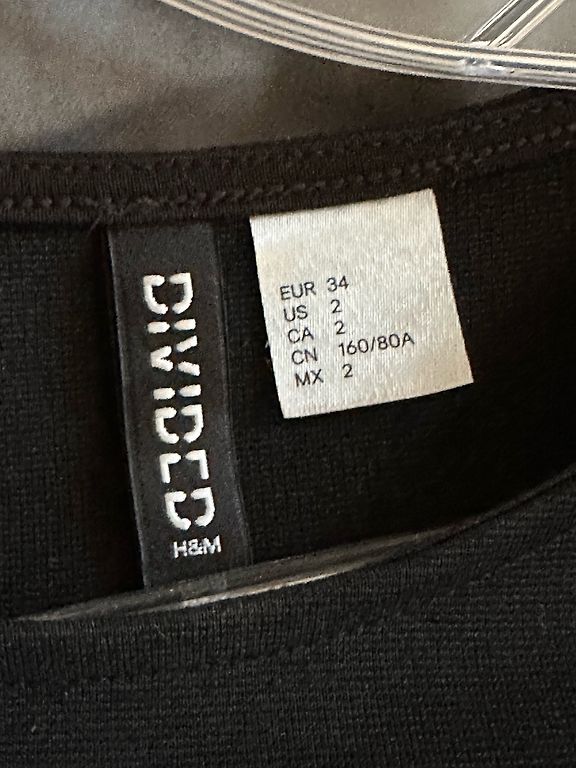 DIVIDED
H&M
EUR 34
US 2
CA 2
CN 160/80A
MX 2